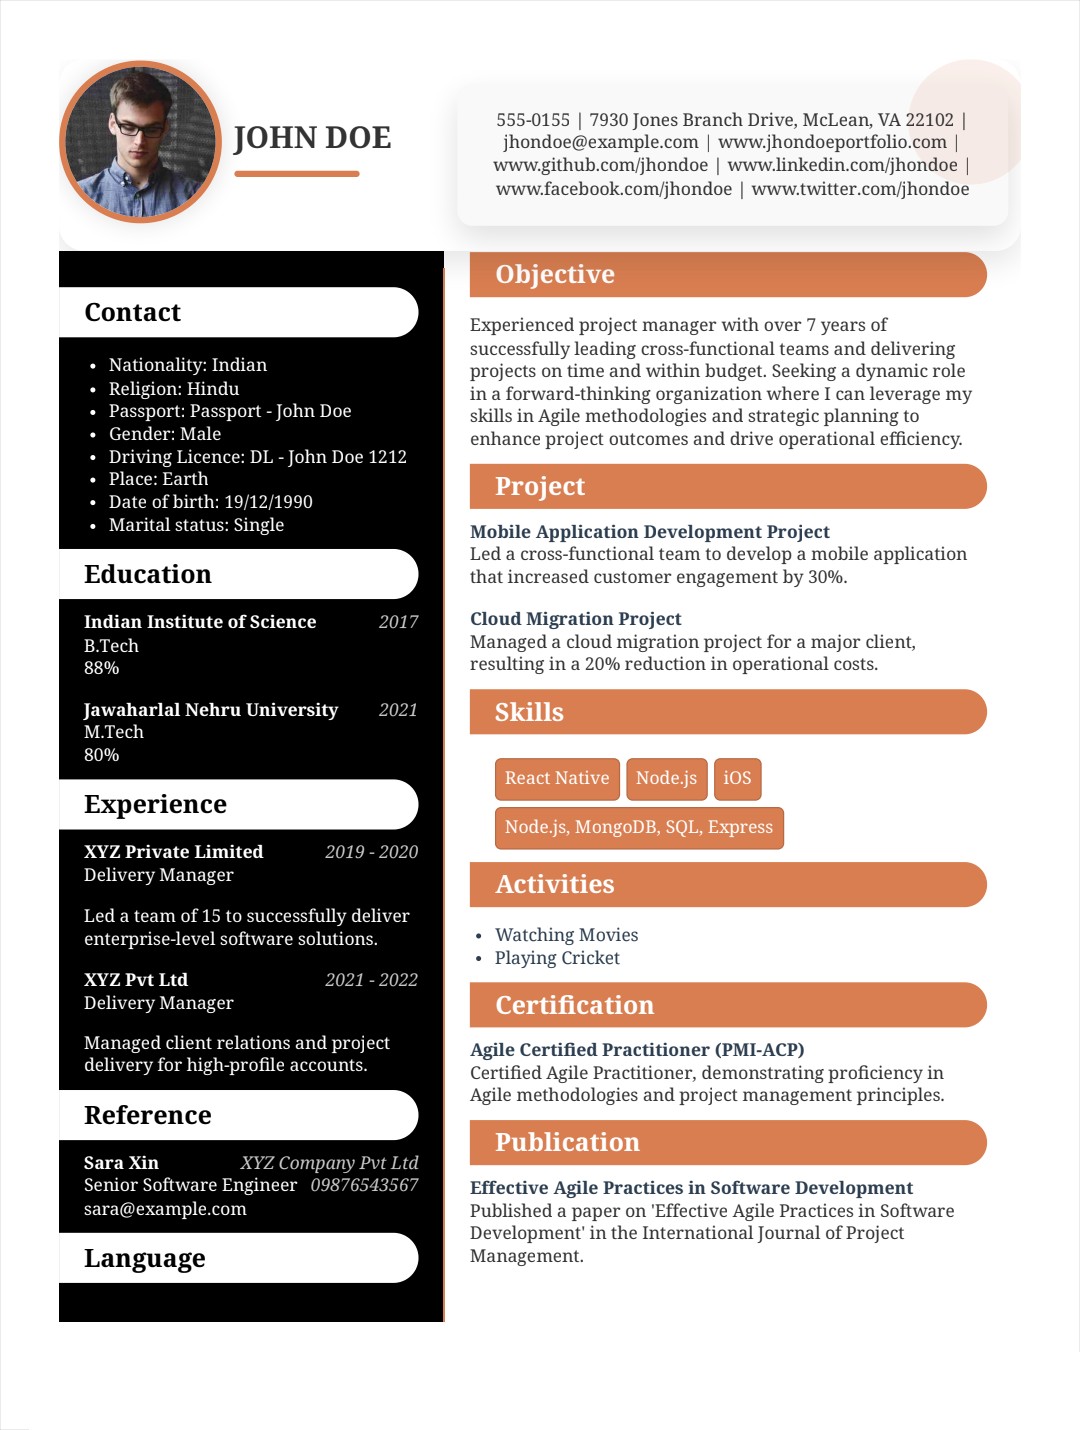 JOHN DOE
555-0155 | 7930 Jones Branch Drive, McLean, VA 22102 |
jhondoe@example.com | www.jhondoeportfolio.com |
www.github.com/jhondoe | www.linkedin.com/jhondoe |
www.facebook.com/jhondoe | www.twitter.com/jhondoe
Contact
• Nationality: Indian
• Religion: Hindu
• Passport: Passport - John Doe
• Gender: Male
• Driving Licence: DL - John Doe 1212
• Place: Earth
• Date of birth: 19/12/1990
• Marital status: Single
Education
Indian Institute of Science 2017
B.Tech
88%
Jawaharlal Nehru University 2021
M.Tech
80%
Experience
XYZ Private Limited 2019 - 2020
Delivery Manager
Led a team of 15 to successfully deliver
enterprise-level software solutions.
XYZ Pvt Ltd 2021 - 2022
Delivery Manager
Managed client relations and project
delivery for high-profile accounts.
Reference
Sara Xin XYZ Company Pvt Ltd
Senior Software Engineer 09876543567
sara@example.com
Language
Objective
Experienced project manager with over 7 years of
successfully leading cross-functional teams and delivering
projects on time and within budget. Seeking a dynamic role
in a forward-thinking organization where I can leverage my
skills in Agile methodologies and strategic planning to
enhance project outcomes and drive operational efficiency.
Project
Mobile Application Development Project
Led a cross-functional team to develop a mobile application
that increased customer engagement by 30%.
Cloud Migration Project
Managed a cloud migration project for a major client,
resulting in a 20% reduction in operational costs.
Skills
React Native Node.js iOS
Node.js, MongoDB, SQL, Express
Activities
• Watching Movies
• Playing Cricket
Certification
Agile Certified Practitioner (PMI-ACP)
Certified Agile Practitioner, demonstrating proficiency in
Agile methodologies and project management principles.
Publication
Effective Agile Practices in Software Development
Published a paper on 'Effective Agile Practices in Software
Development' in the International Journal of Project
Management.